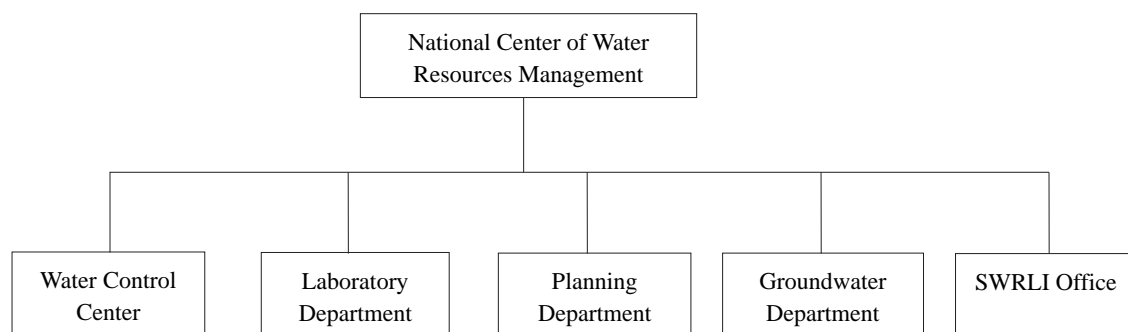 National Center of Water
Resources Management
Water Control
Center
Laboratory
Department
Planning
Department
Groundwater
Department
SWRLI Office